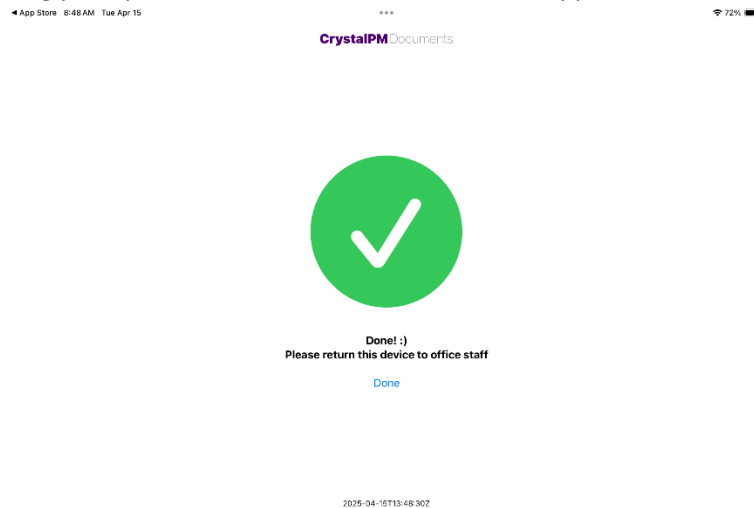 ◀ App Store 8:48 AM Tue Apr 15
72%
CrystalPM Documents
Done! :)
Please return this device to office staff
Done
2025-04-15T13:48:30Z